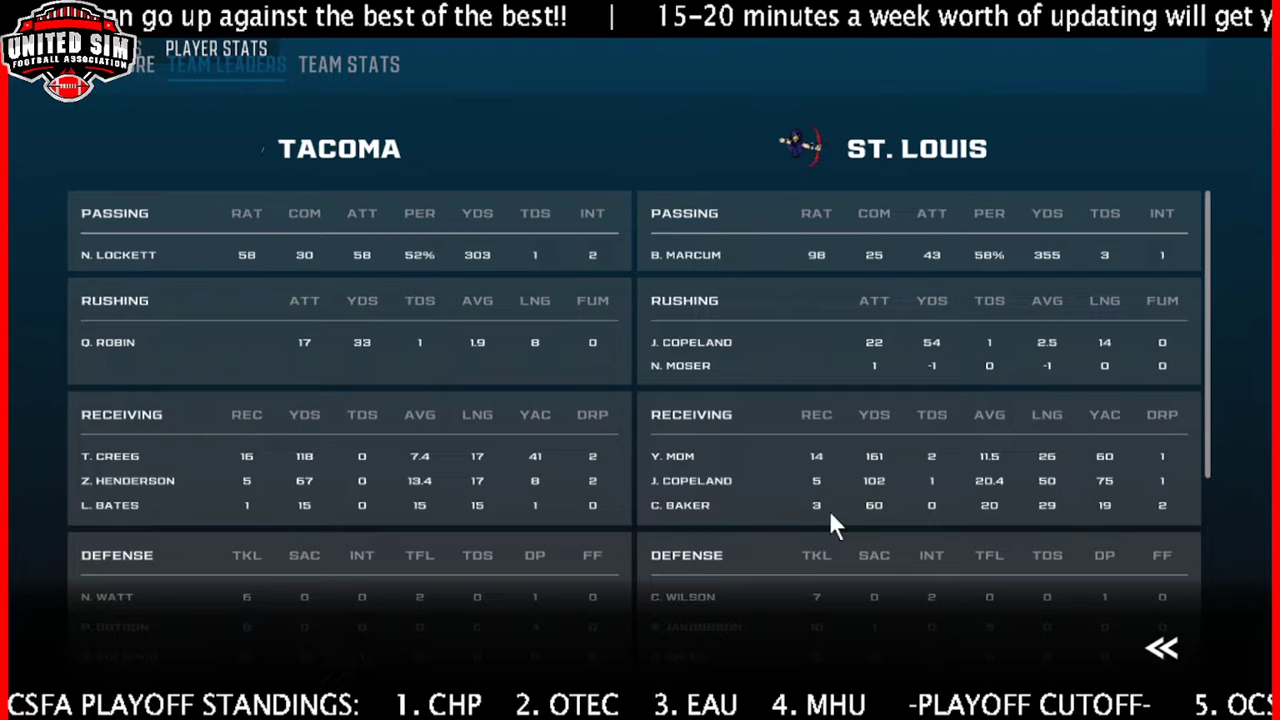 an go up against the best of the best!! | 15-20 minutes a week worth of updating will get y
UNITED SIM
FOOTBALL ASSOCIATION
PLAYER STATS
RE TEAM LEADERS TEAM STATS
TACOMA
PASSING RAT COM ATT PER YDS TDS INT
N. LOCKETT 58 30 58 52% 303 1 2
RUSHING ATT YDS TDS AVG LNG FUM
Q. ROBIN 17 33 1 1.9 8 0
RECEIVING REC YDS TDS AVG LNG YAC DRP
T. CREEG 16 118 0 7.4 17 41 2
Z. HENDERSON 5 67 0 13.4 17 8 2
L. BATES 1 15 0 15 15 1 0
DEFENSE TKL SAC INT TFL TDS DP FF
N. WATT 6 0 0 2 0 1 0
ST. LOUIS
PASSING RAT COM ATT PER YDS TDS INT
B. MARCUM 98 25 43 58% 355 3 1
RUSHING ATT YDS TDS AVG LNG FUM
J. COPELAND 22 54 1 2.5 14 0
N. MOSER 1 -1 0 -1 0 0
RECEIVING REC YDS TDS AVG LNG YAC DRP
Y. MOM 14 161 2 11.5 26 60 1
J. COPELAND 5 102 1 20.4 50 75 1
C. BAKER 3 60 0 20 29 19 2
DEFENSE TKL SAC INT TFL TDS DP FF
C. WILSON 7 0 2 0 0 1 0
CSFA PLAYOFF STANDINGS: 1. CHP 2. OTEC 3. EAU 4. MHU -PLAYOFF CUTOFF- 5. OCS